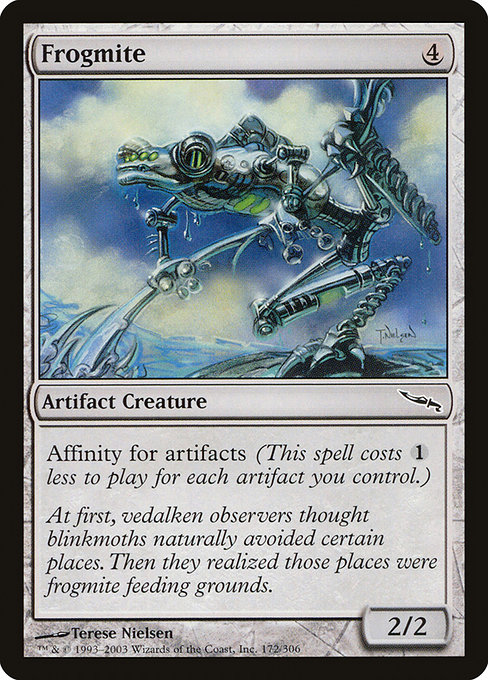 Frogmite 4
T. NIELSEN
Artifact Creature
Affinity for artifacts (This spell costs 1
less to play for each artifact you control.)
At first, vedalken observers thought
blinkmoths naturally avoided certain
places. Then they realized those places were
frogmite feeding grounds.
Terese Nielsen
2/2
™ & © 1993–2003 Wizards of the Coast, Inc. 172/306